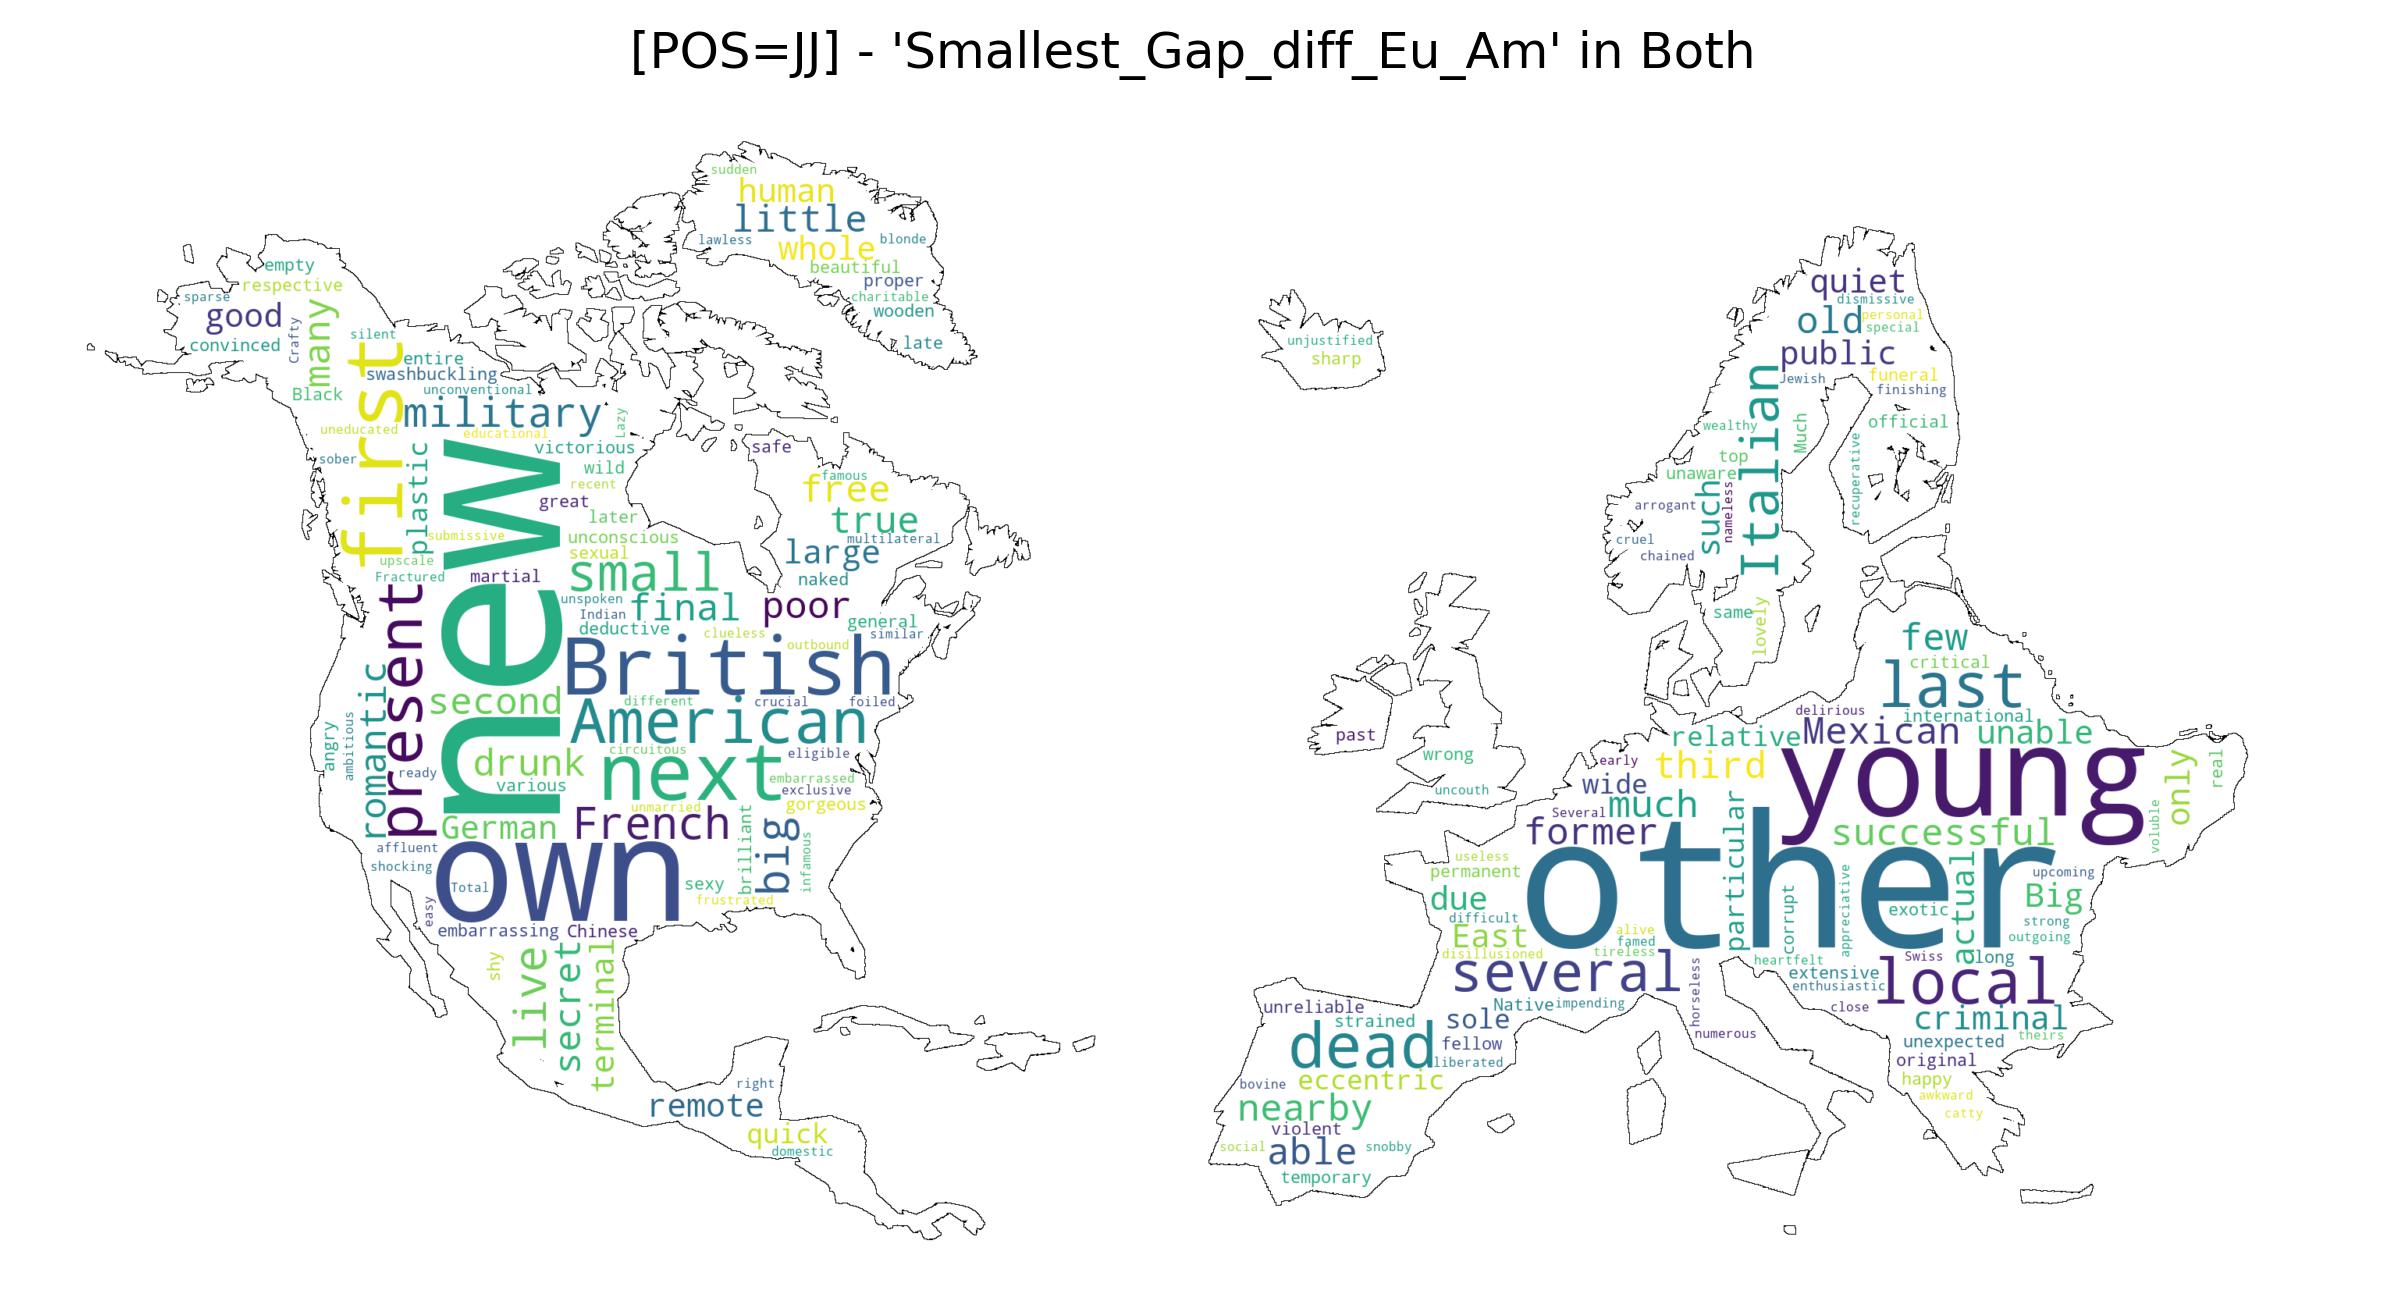 [POS=JJ] - 'Smallest_Gap_diff_Eu_Am' in Both
sudden
human
little
lawless
blonde
whole
beautiful
proper
charitable
wooden
late
empty
respective
sparse
good
Crafty
many
convinced
silent
first
entire
swashbuckling
unconventional
Black
military
Lazy
uneducated
educational
victorious
sober
plastic
new
wild
recent
great
later
submissive
unconscious
sexual
upscale
Fractured
martial
small
safe
famous
free
true
multilateral
large
naked
present
unspoken
Indian
final
deductive
poor
general
similar
clueless
outbound
British
romantic
second
different
crucial
foiled
American
angry
ambitious
ready
drunk
various
circuitous
eligible
next
embarrassed
exclusive
unmarried
gorgeous
German
French
big
brilliant
infamous
affluent
shocking
own
Total
sexy
frustrated
easy
embarrassing
Chinese
shy
live
secret
terminal
right
remote
quick
domestic
quiet
dismissive
old
personal
special
public
Jewish
funeral
finishing
unjustified
sharp
Italian
official
wealthy
Much
top
unaware
recuperative
such
nameless
arrogant
cruel
chained
same
lovely
few
critical
last
delirious
international
relative
Mexican
unable
past
wrong
uncouth
early
third
wide
young
only
real
voluble
Several
much
former
particular
successful
other
useless
permanent
due
difficult
East
disillusioned
alive
famed
tireless
corrupt
appreciative
exotic
actual
upcoming
Big
strong
outgoing
several
heartfelt
Swiss
long
extensive
enthusiastic
local
horseless
close
criminal
theirs
unreliable
Native
impending
strained
sole
numerous
dead
fellow
liberated
unexpected
original
bovine
eccentric
happy
awkward
catty
nearby
violent
social
able
snobby
temporary